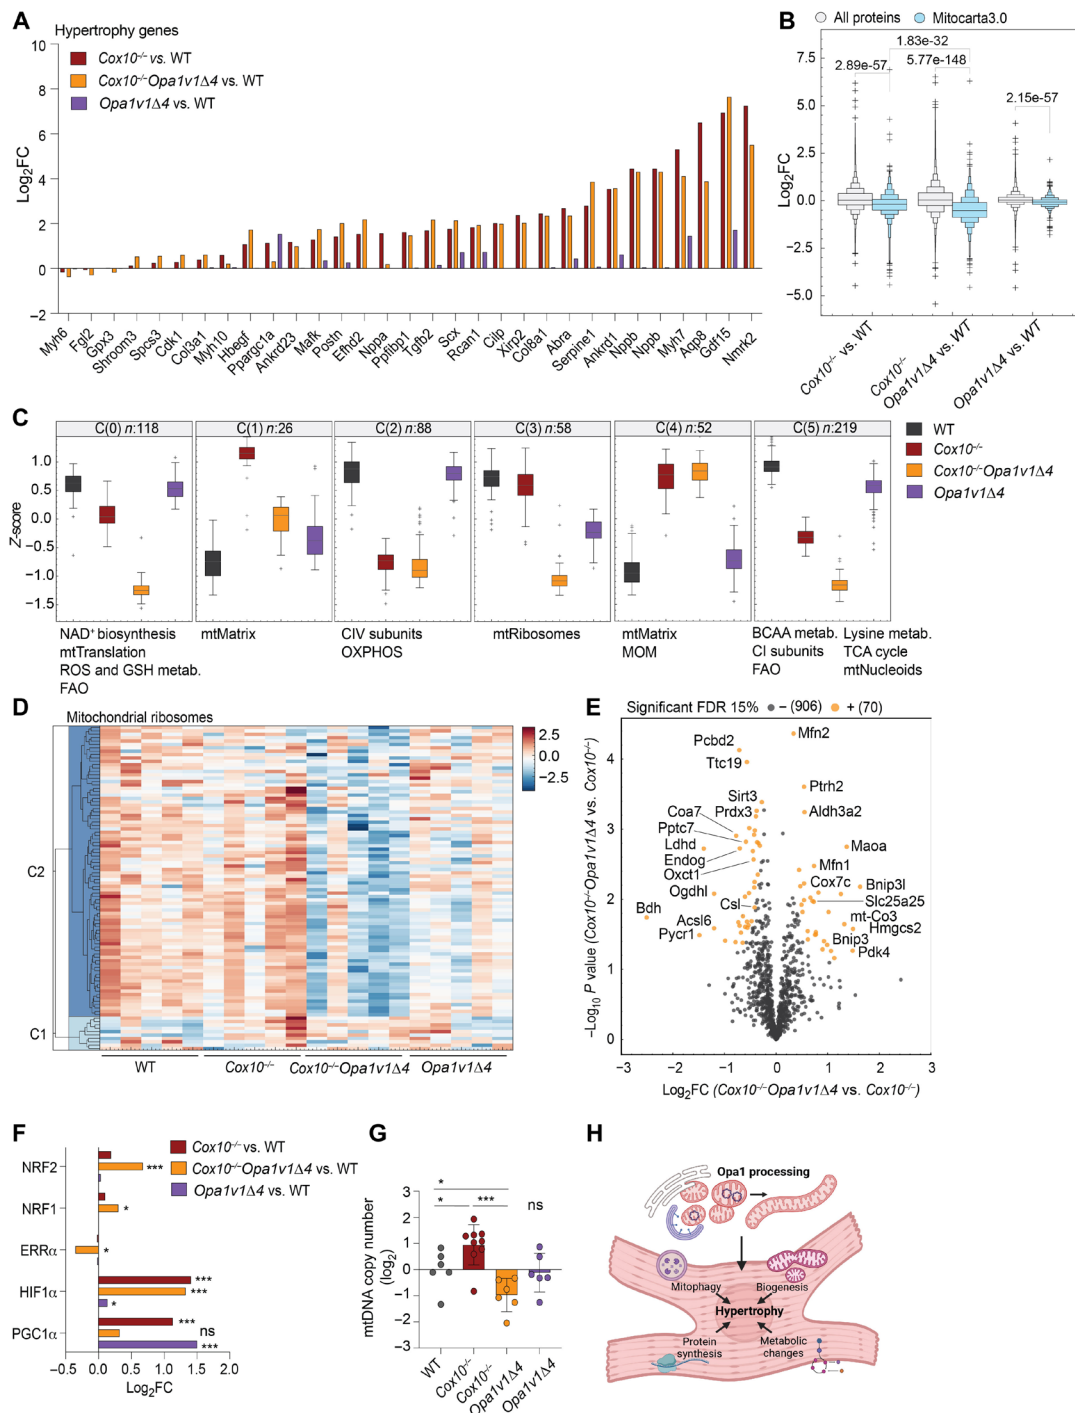 A
Hypertrophy genes
Cox10⁻/⁻ vs. WT
Cox10⁻/⁻Opa1v1Δ4 vs. WT
Opa1v1Δ4 vs. WT
Log₂FC
10
8
6
4
2
0
−2
Myh6
Fgl2
Gpx3
Shroom3
Spcs3
Cdk1
Col3a1
Myh10
Hbegf
Ppargc1a
Ankrd23
Mafk
Postn
Efhd2
Nppa
Ppfibp1
Tgfb2
Scx
Rcan1
Cilp
Xirp2
Col8a1
Abra
Serpine1
Ankrd1
Nppb
Nppb
Myh7
Aqp8
Gdf15
Nmrk2
B
All proteins
Mitocarta3.0
1.83e-32
2.89e-57
5.77e-148
2.15e-57
Log₂FC
7.5
5.0
2.5
0.0
−2.5
−5.0
Cox10⁻/⁻ vs. WT
Cox10⁻/⁻
Opa1v1Δ4 vs. WT
Opa1v1Δ4 vs. WT
C
C(0) n:118
C(1) n:26
C(2) n:88
C(3) n:58
C(4) n:52
C(5) n:219
WT
Cox10⁻/⁻
Cox10⁻/⁻Opa1v1Δ4
Opa1v1Δ4
Z-score
1.0
0.5
0.0
−0.5
−1.0
−1.5
NAD⁺ biosynthesis
mtTranslation
ROS and GSH metab.
FAO
mtMatrix
CIV subunits
OXPHOS
mtRibosomes
mtMatrix
MOM
BCAA metab.
CI subunits
FAO
Lysine metab.
TCA cycle
mtNucleoids
D
Mitochondrial ribosomes
2.5
0
−2.5
C2
C1
WT
Cox10⁻/⁻
Cox10⁻/⁻Opa1v1Δ4
Opa1v1Δ4
E
Significant FDR 15% − (906) + (70)
−Log₁₀ P value (Cox10⁻/⁻Opa1v1Δ4 vs. Cox10⁻/⁻)
4
3
2
1
0
Pcbd2
Ttc19
Sirt3
Coa7
Prdx3
Pptc7
Ldhd
Endog
Oxct1
Ogdhl
Csl
Bdh
Acsl6
Pycr1
Mfn2
Ptrh2
Aldh3a2
Maoa
Mfn1
Cox7c
Bnip3l
Slc25a25
mt-Co3
Hmgcs2
Bnip3
Pdk4
−3
−2
−1
0
1
2
3
Log₂FC (Cox10⁻/⁻Opa1v1Δ4 vs. Cox10⁻/⁻)
F
Cox10⁻/⁻ vs. WT
Cox10⁻/⁻Opa1v1Δ4 vs. WT
Opa1v1Δ4 vs. WT
NRF2
***
NRF1
*
ERRα
*
HIF1α
***
***
*
PGC1α
***
ns
***
−0.5
0.0
0.5
1.0
1.5
2.0
Log₂FC
G
mtDNA copy number
(log₂)
3
2
1
0
−1
−2
−3
*
*
***
ns
WT
Cox10⁻/⁻
Cox10⁻/⁻
Opa1v1Δ4
Opa1v1Δ4
H
Opa1 processing
Mitophagy
Biogenesis
Hypertrophy
Protein
synthesis
Metabolic
changes